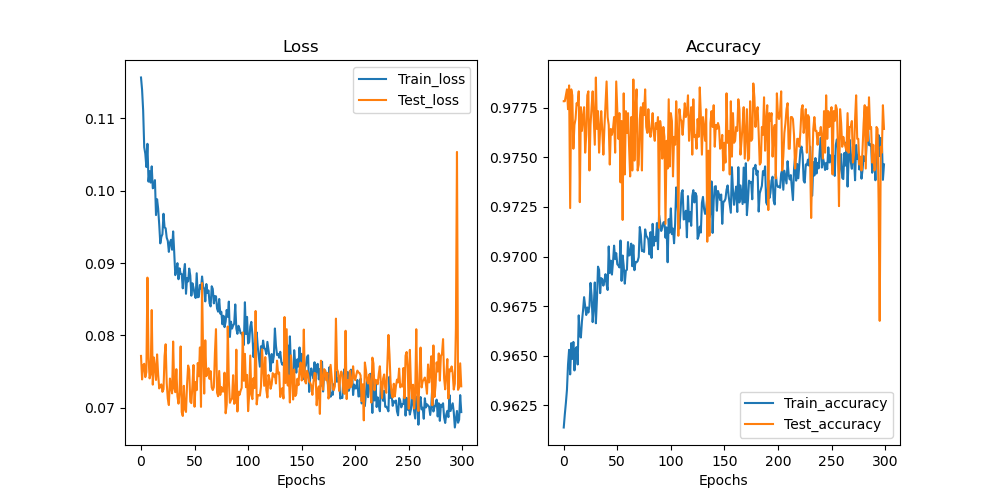 Loss
Train_loss
Test_loss
0.11
0.10
0.09
0.08
0.07
0 50 100 150 200 250 300
Epochs
Accuracy
0.9775
0.9750
0.9725
0.9700
0.9675
0.9650
0.9625
Train_accuracy
Test_accuracy
0 50 100 150 200 250 300
Epochs